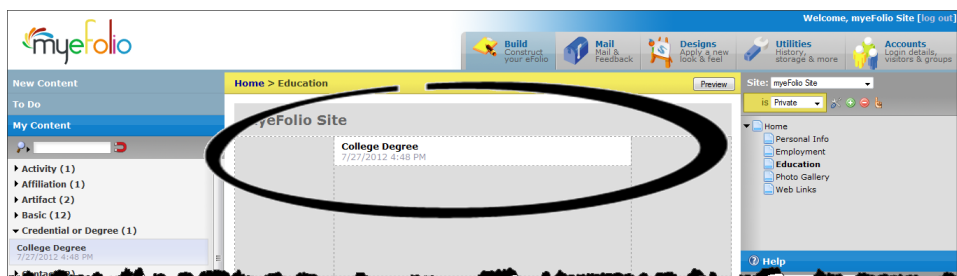 Welcome, myeFolio Site [log out]
myefolio
Build
Construct
your eFolio
Mail
Mail &
Feedback
Designs
Apply a new
look & feel
Utilities
History,
storage & more
Accounts
Login details,
visitors & groups
New Content
To Do
My Content
Activity (1)
Affiliation (1)
Artifact (2)
Basic (12)
Credential or Degree (1)
College Degree
7/27/2012 4:48 PM
Home > Education
Preview
yeFolio Site
College Degree
7/27/2012 4:48 PM
Site: myeFolio Site
is Private
Home
Personal Info
Employment
Education
Photo Gallery
Web Links
Help